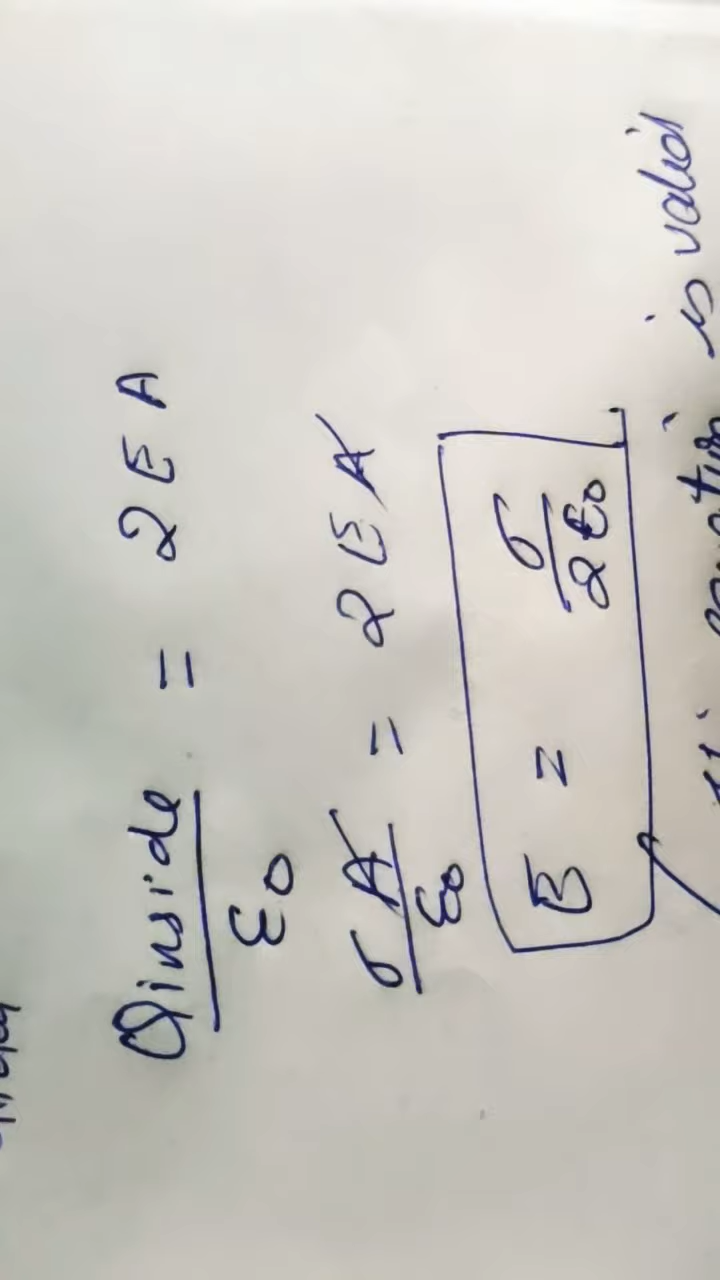 Qinside / ε0 = 2EA
σA / ε0 = 2EA
E = σ / 2ε0
is valid